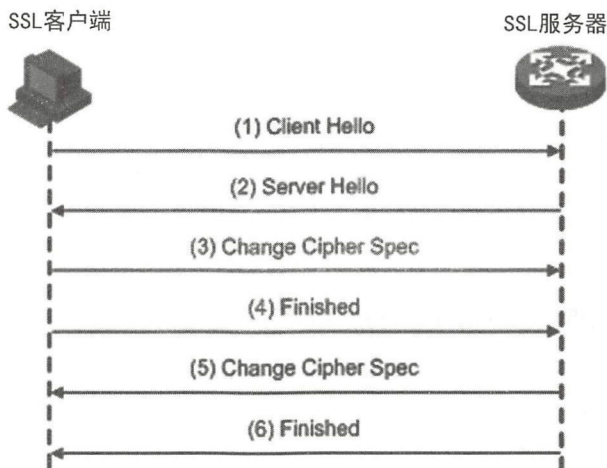 SSL客户端
SSL服务器
(1) Client Hello
(2) Server Hello
(3) Change Cipher Spec
(4) Finished
(5) Change Cipher Spec
(6) Finished